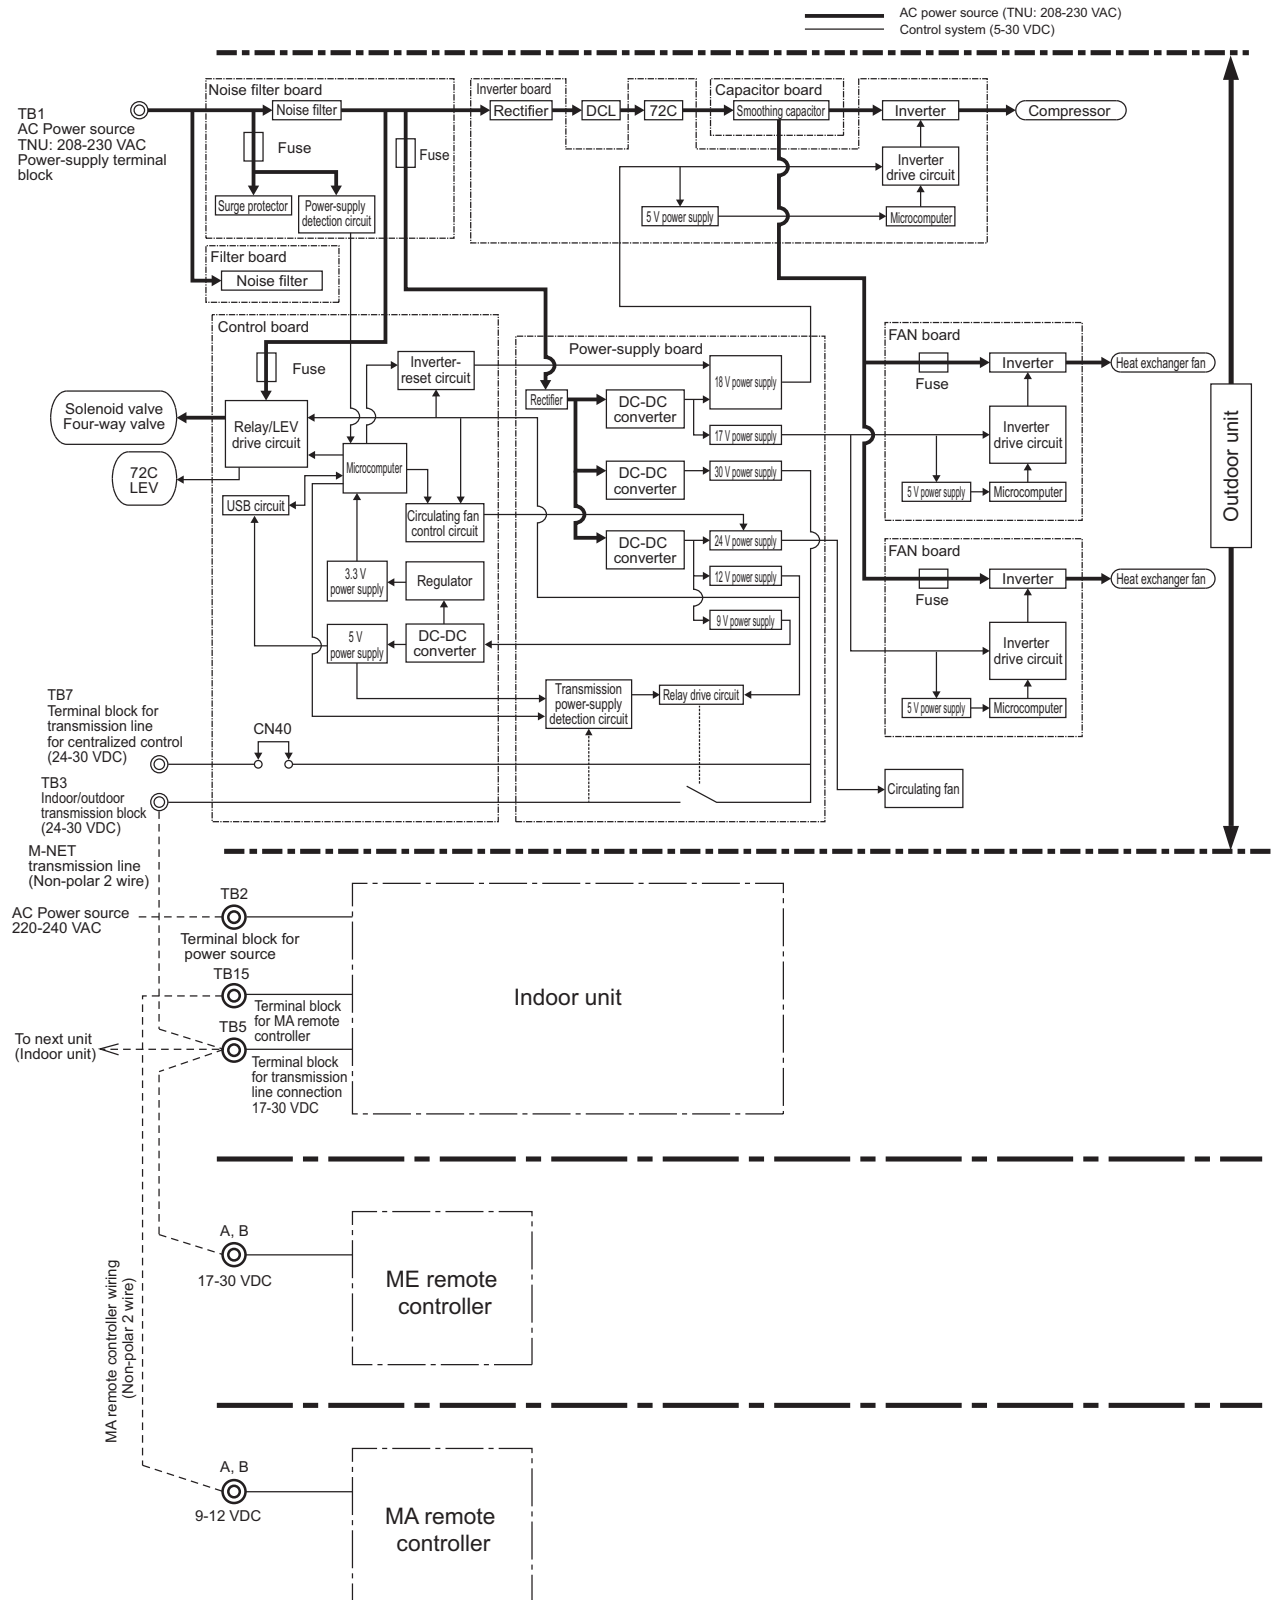 AC power source (TNU: 208-230 VAC)
Control system (5-30 VDC)
TB1
AC Power source
TNU: 208-230 VAC
Power-supply terminal
block
Noise filter board
Noise filter
Fuse
Fuse
Surge protector
Power-supply
detection circuit
Filter board
Noise filter
Inverter board
Rectifier
DCL
72C
Capacitor board
Smoothing capacitor
Inverter
Compressor
Inverter
drive circuit
5 V power supply
Microcomputer
Control board
Fuse
Inverter-
reset circuit
Solenoid valve
Four-way valve
Relay/LEV
drive circuit
72C
LEV
Microcomputer
USB circuit
Circulating fan
control circuit
3.3 V
power supply
Regulator
5 V
power supply
DC-DC
converter
Power-supply board
Rectifier
DC-DC
converter
18 V power supply
17 V power supply
DC-DC
converter
30 V power supply
DC-DC
converter
24 V power supply
12 V power supply
9 V power supply
Transmission
power-supply
detection circuit
Relay drive circuit
FAN board
Fuse
Inverter
Heat exchanger fan
Inverter
drive circuit
5 V power supply
Microcomputer
FAN board
Fuse
Inverter
Heat exchanger fan
Inverter
drive circuit
5 V power supply
Microcomputer
Circulating fan
Outdoor unit
TB7
Terminal block for
transmission line
for centralized control
(24-30 VDC)
CN40
TB3
Indoor/outdoor
transmission block
(24-30 VDC)
M-NET
transmission line
(Non-polar 2 wire)
AC Power source
220-240 VAC
TB2
Terminal block for
power source
TB15
Terminal block
for MA remote
controller
To next unit
(Indoor unit)
TB5
Terminal block
for transmission
line connection
17-30 VDC
Indoor unit
MA remote controller wiring
(Non-polar 2 wire)
A, B
17-30 VDC
ME remote
controller
A, B
9-12 VDC
MA remote
controller